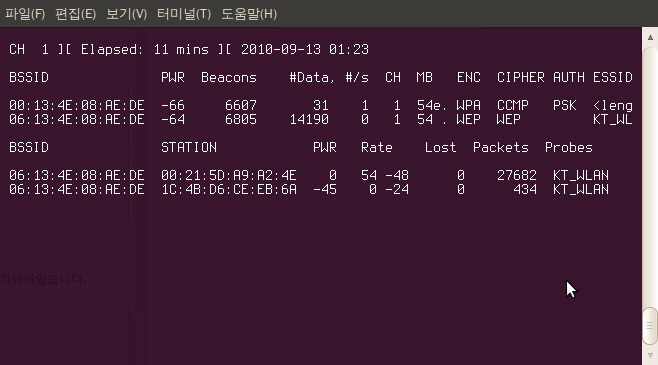 파일(F) 편집(E) 보기(V) 터미널(T) 도움말(H)
CH 1 ][ Elapsed: 11 mins ][ 2010-09-13 01:23
BSSID PWR Beacons #Data, #/s CH MB ENC CIPHER AUTH ESSID
00:13:4E:08:AE:DE -66 6607 31 1 1 54e. WPA CCMP PSK <leng
06:13:4E:08:AE:DE -64 6805 14190 0 1 54 . WEP WEP KT_WL
BSSID STATION PWR Rate Lost Packets Probes
06:13:4E:08:AE:DE 00:21:5D:A9:A2:4E 0 54 -48 0 27682 KT_WLAN
06:13:4E:08:AE:DE 1C:4B:D6:CE:EB:6A -45 0 -24 0 434 KT_WLAN
가되어있습니다.